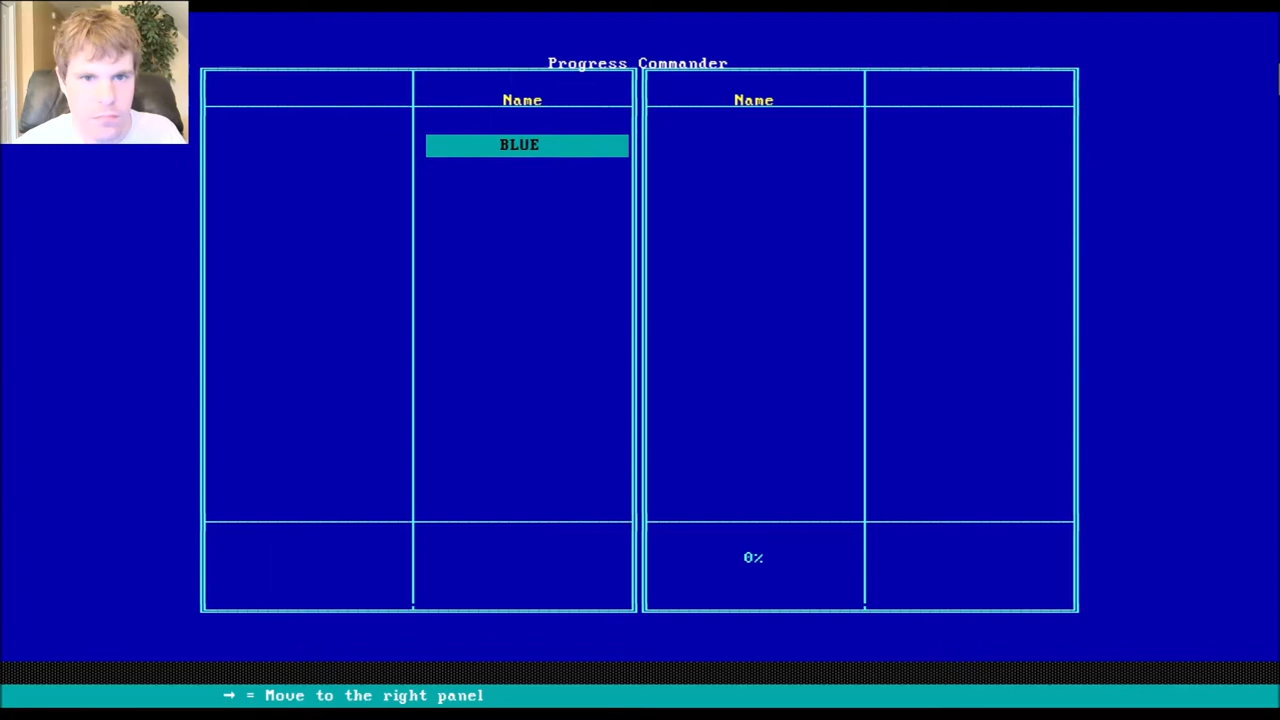 Progress Commander
Name
Name
BLUE
0%
→ = Move to the right panel